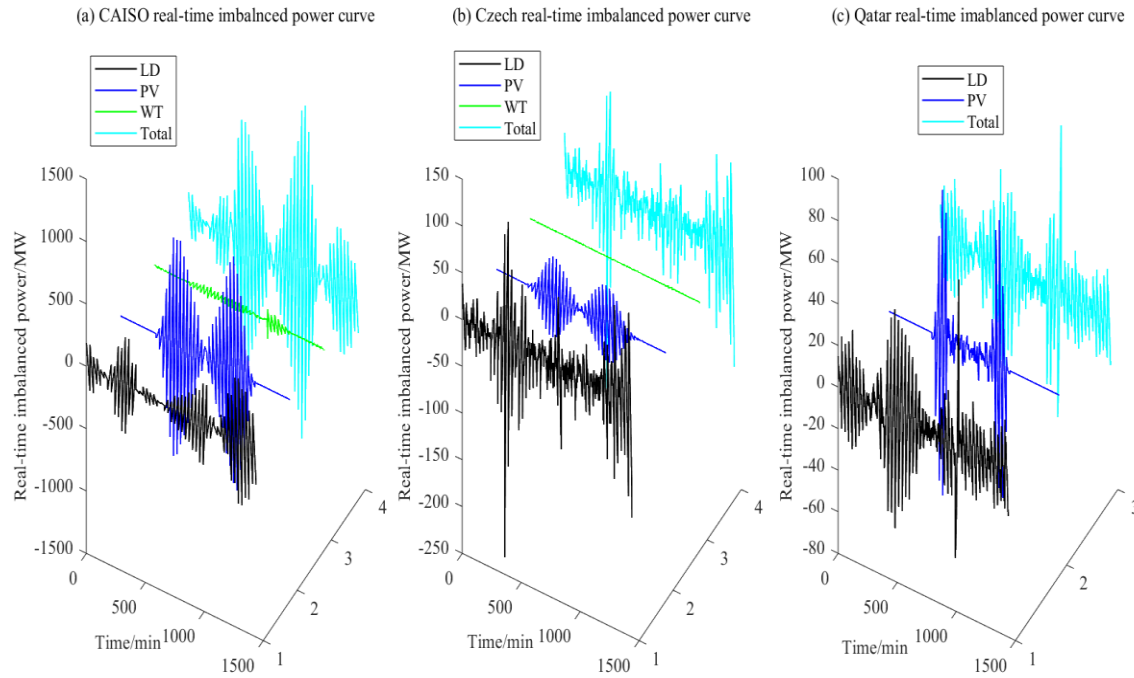 (a) CAISO real-time imbalnced power curve
LD
PV
WT
Total
1500
1000
500
0
-500
-1000
-1500
Real-time imbalanced power/MW
0
500
1000
1500
Time/min
1
2
3
4
(b) Czech real-time imbalanced power curve
LD
PV
WT
Total
150
100
50
0
-50
-100
-150
-200
-250
Real-time imbalanced power/MW
0
500
1000
1500
Time/min
1
2
3
4
(c) Qatar real-time imablanced power curve
LD
PV
Total
100
80
60
40
20
0
-20
-40
-60
-80
Real-time imbalanced power/MW
0
500
1000
1500
Time/min
1
2
3